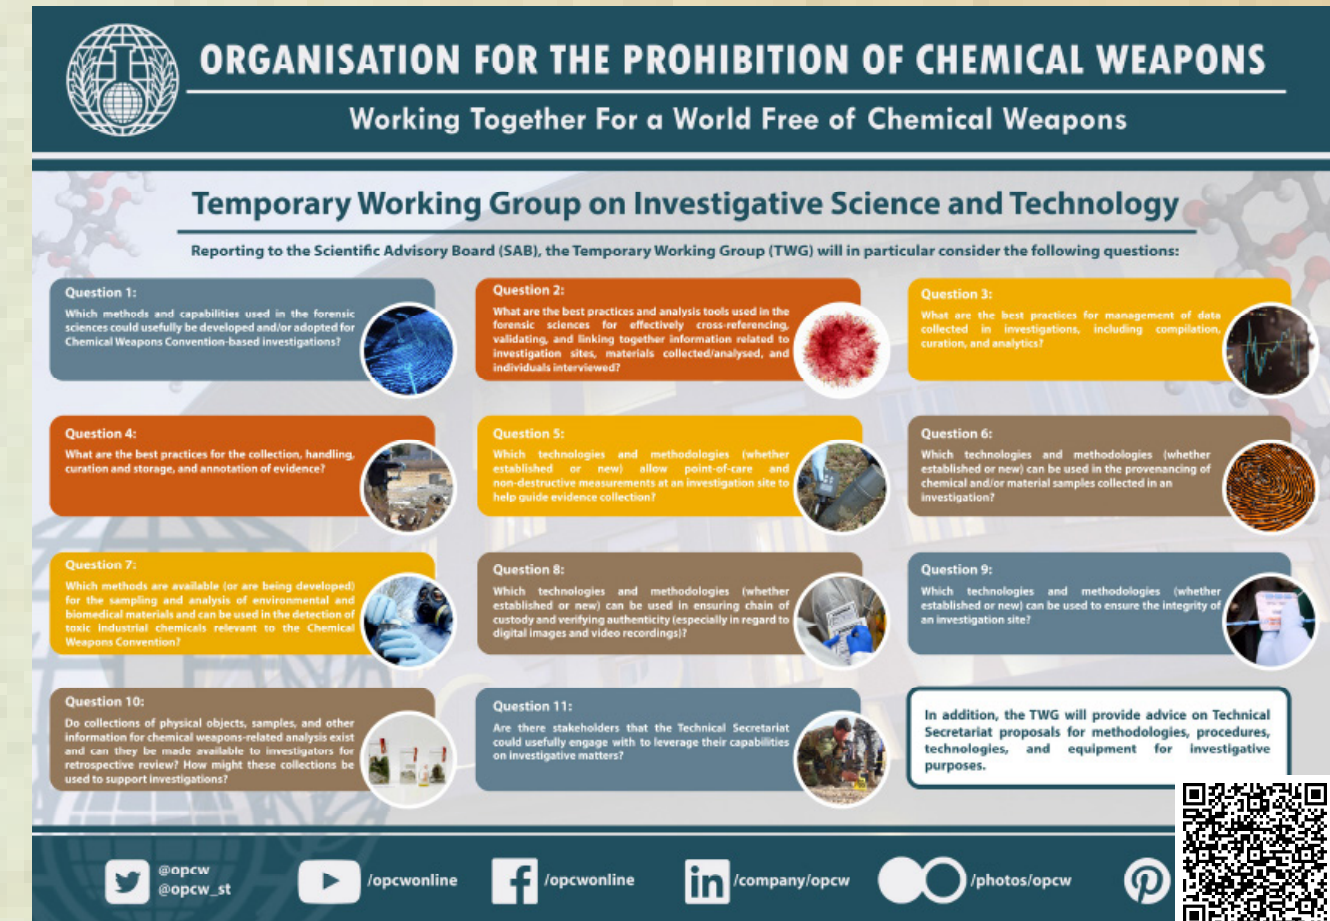 ORGANISATION FOR THE PROHIBITION OF CHEMICAL WEAPONS
Working Together For a World Free of Chemical Weapons
Temporary Working Group on Investigative Science and Technology
Reporting to the Scientific Advisory Board (SAB), the Temporary Working Group (TWG) will in particular consider the following questions:
Question 1:
Which methods and capabilities used in the forensic
sciences could usefully be developed and/or adopted for
Chemical Weapons Convention-based investigations?
Question 2:
What are the best practices and analysis tools used in the
forensic sciences for effectively cross-referencing,
validating, and linking together information related to
investigation sites, materials collected/analysed, and
individuals interviewed?
Question 3:
What are the best practices for management of data
collected in investigations, including compilation,
curation, and analytics?
Question 4:
What are the best practices for the collection, handling,
curation and storage, and annotation of evidence?
Question 5:
Which technologies and methodologies (whether
established or new) allow point-of-care and
non-destructive measurements at an investigation site to
help guide evidence collection?
Question 6:
Which technologies and methodologies (whether
established or new) can be used in the provenancing of
chemical and/or material samples collected in an
investigation?
Question 7:
Which methods are available (or are being developed)
for the sampling and analysis of environmental and
biomedical materials and can be used in the detection of
toxic industrial chemicals relevant to the Chemical
Weapons Convention?
Question 8:
Which technologies and methodologies (whether
established or new) can be used in ensuring chain of
custody and verifying authenticity (especially in regard to
digital images and video recordings)?
Question 9:
Which technologies and methodologies (whether
established or new) can be used to ensure the integrity of
an investigation site?
Question 10:
Do collections of physical objects, samples, and other
information for chemical weapons-related analysis exist
and can they be made available to investigators for
retrospective review? How might these collections be
used to support investigations?
Question 11:
Are there stakeholders that the Technical Secretariat
could usefully engage with to leverage their capabilities
on investigative matters?
In addition, the TWG will provide advice on Technical
Secretariat proposals for methodologies, procedures,
technologies, and equipment for investigative
purposes.
@opcw
@opcw_st
/opcwonline
/opcwonline
/company/opcw
/photos/opcw